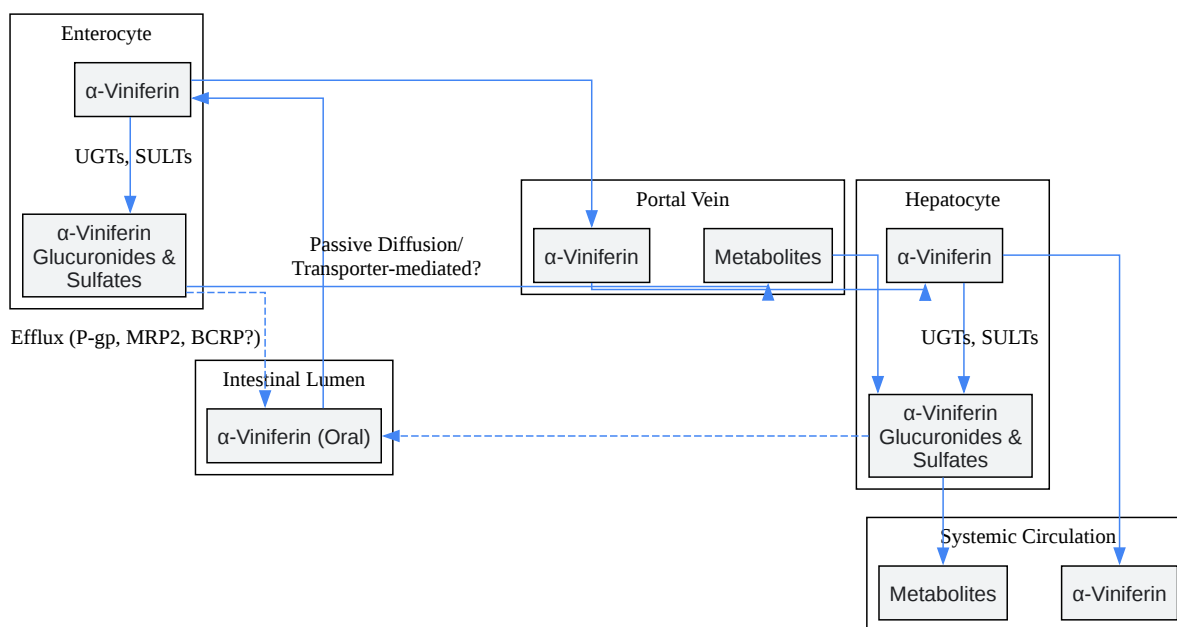 Enterocyte
α-Viniferin
UGTs, SULTs
α-Viniferin
Glucuronides &
Sulfates
Passive Diffusion/
Transporter-mediated?
Efflux (P-gp, MRP2, BCRP?)
Intestinal Lumen
α-Viniferin (Oral)
Portal Vein
α-Viniferin
Metabolites
Hepatocyte
α-Viniferin
UGTs, SULTs
α-Viniferin
Glucuronides &
Sulfates
Systemic Circulation
Metabolites
α-Viniferin